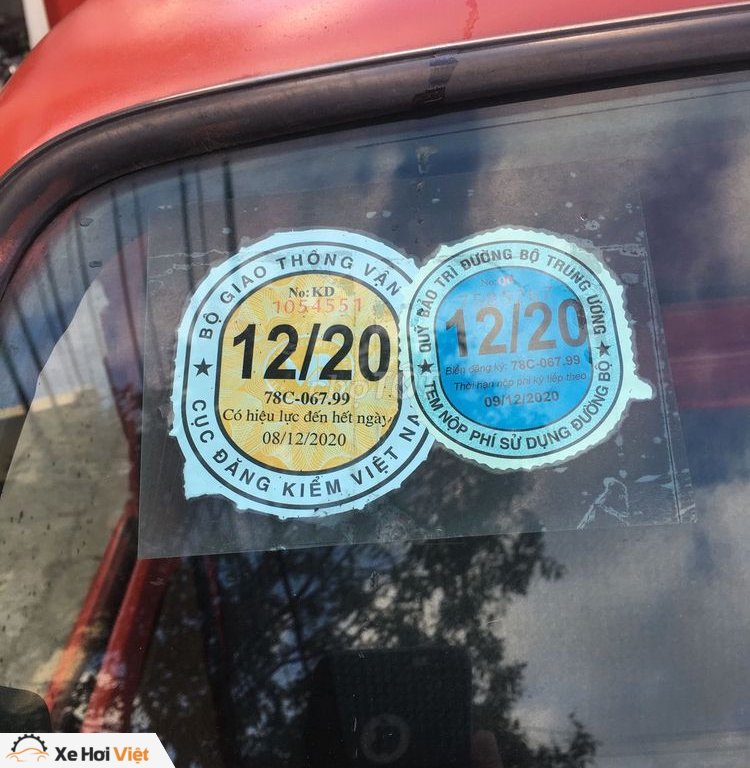 BỘ GIAO THÔNG VẬN
No: KD
1054551
12/20
78C-067.99
Có hiệu lực đến hết ngày
08/12/2020
CỤC ĐĂNG KIỂM VIỆT NA
QUỸ BẢO TRÌ ĐƯỜNG BỘ TRUNG ƯƠNG
12/20
Biển đăng ký: 78C-067.99
Thời hạn nộp phí kỳ tiếp theo
09/12/2020
TEM NỘP PHÍ SỬ DỤNG ĐƯỜNG BỘ
Xe Hơi Việt